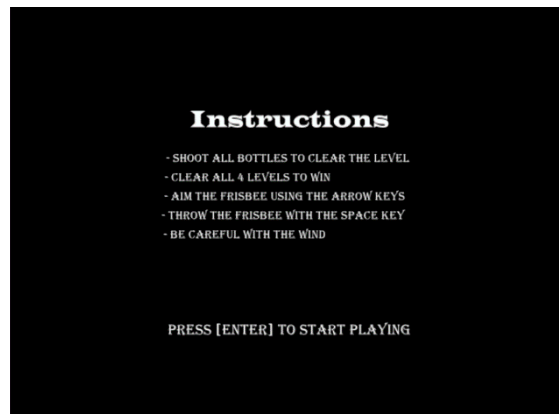 Instructions
- SHOOT ALL BOTTLES TO CLEAR THE LEVEL
- CLEAR ALL 4 LEVELS TO WIN
- AIM THE FRISBEE USING THE ARROW KEYS
- THROW THE FRISBEE WITH THE SPACE KEY
- BE CAREFUL WITH THE WIND
PRESS [ENTER] TO START PLAYING